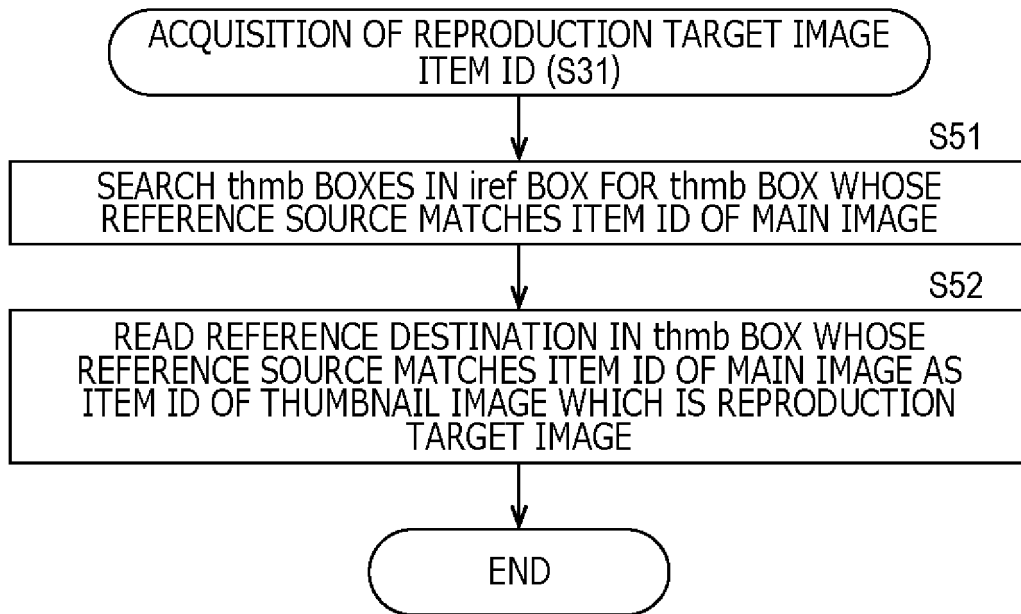 ACQUISITION OF REPRODUCTION TARGET IMAGE
ITEM ID (S31)
S51
SEARCH thmb BOXES IN iref BOX FOR thmb BOX WHOSE
REFERENCE SOURCE MATCHES ITEM ID OF MAIN IMAGE
S52
READ REFERENCE DESTINATION IN thmb BOX WHOSE
REFERENCE SOURCE MATCHES ITEM ID OF MAIN IMAGE AS
ITEM ID OF THUMBNAIL IMAGE WHICH IS REPRODUCTION
TARGET IMAGE
END